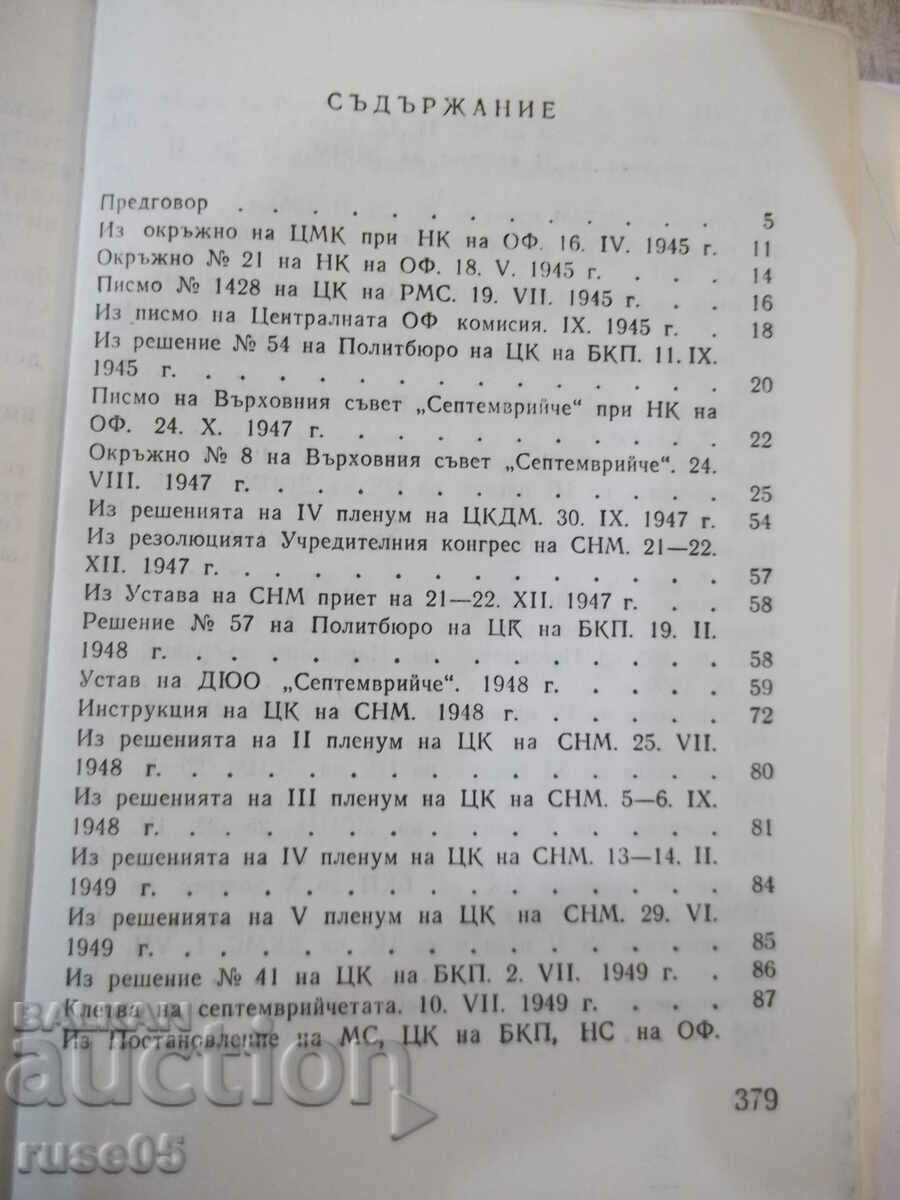 СЪДЪРЖАНИЕ
Предговор . . . . . . . . . . . . . 5
Из окръжно на ЦМК при НК на ОФ. 16. IV. 1945 г. 11
Окръжно № 21 на НК на ОФ. 18. V. 1945 г. . . . 14
Писмо № 1428 на ЦК на РМС. 19. VII. 1945 г. . . 16
Из писмо на Централната ОФ комисия. IX. 1945 г. . 18
Из решение № 54 на Политбюро на ЦК на БКП. 11. IX.
1945 г. . . . . . . . . . . . . . . 20
Писмо на Върховния съвет „Септемврийче“ при НК на
ОФ. 24. X. 1947 г. . . . . . . . . . . 22
Окръжно № 8 на Върховния съвет „Септемврийче“. 24.
VIII. 1947 г. . . . . . . . . . . . . . 25
Из решенията на IV пленум на ЦКДМ. 30. IX. 1947 г. 54
Из резолюцията Учредителния конгрес на СНМ. 21—22.
XII. 1947 г. . . . . . . . . . . . . . 57
Из Устава на СНМ приет на 21—22. XII. 1947 г. . . 58
Решение № 57 на Политбюро на ЦК на БКП. 19. II.
1948 г. . . . . . . . . . . . . . . 58
Устав на ДЮО „Септемврийче“. 1948 г. . . . . 59
Инструкция на ЦК на СНМ. 1948 г. . . . . . 72
Из решенията на II пленум на ЦК на СНМ. 25. VII.
1948 г. . . . . . . . . . . . . . . 80
Из решенията на III пленум на ЦК на СНМ. 5—6. IX.
1948 г. . . . . . . . . . . . . . . 81
Из решенията на IV пленум на ЦК на СНМ. 13—14. II.
1949 г. . . . . . . . . . . . . . . 84
Из решенията на V пленум на ЦК на СНМ. 29. VI.
1949 г. . . . . . . . . . . . . . . 85
Из решение № 41 на ЦК на БКП. 2. VII. 1949 г. . 86
Клетва на септемврийчетата. 10. VII. 1949 г. . . . 87
Из Постановление на МС, ЦК на БКП, НС на ОФ.
379
BALKAN
auction
ruse05